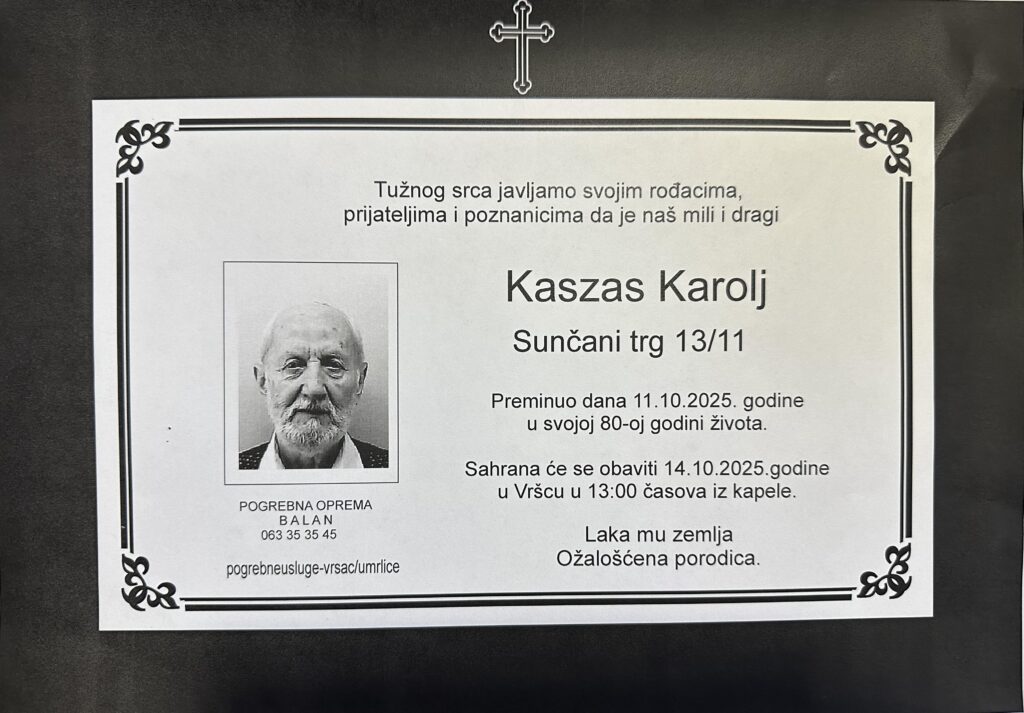 Tužnog srca javljamo svojim rođacima,
prijateljima i poznanicima da je naš mili i dragi
Kaszas Karolj
Sunčani trg 13/11
Preminuo dana 11.10.2025. godine
u svojoj 80-oj godini života.
Sahrana će se obaviti 14.10.2025.godine
u Vršcu u 13:00 časova iz kapele.
Laka mu zemlja
Ožalošćena porodica.
POGREBNA OPREMA
B A L A N
063 35 35 45
pogrebneusluge-vrsac/umrlice